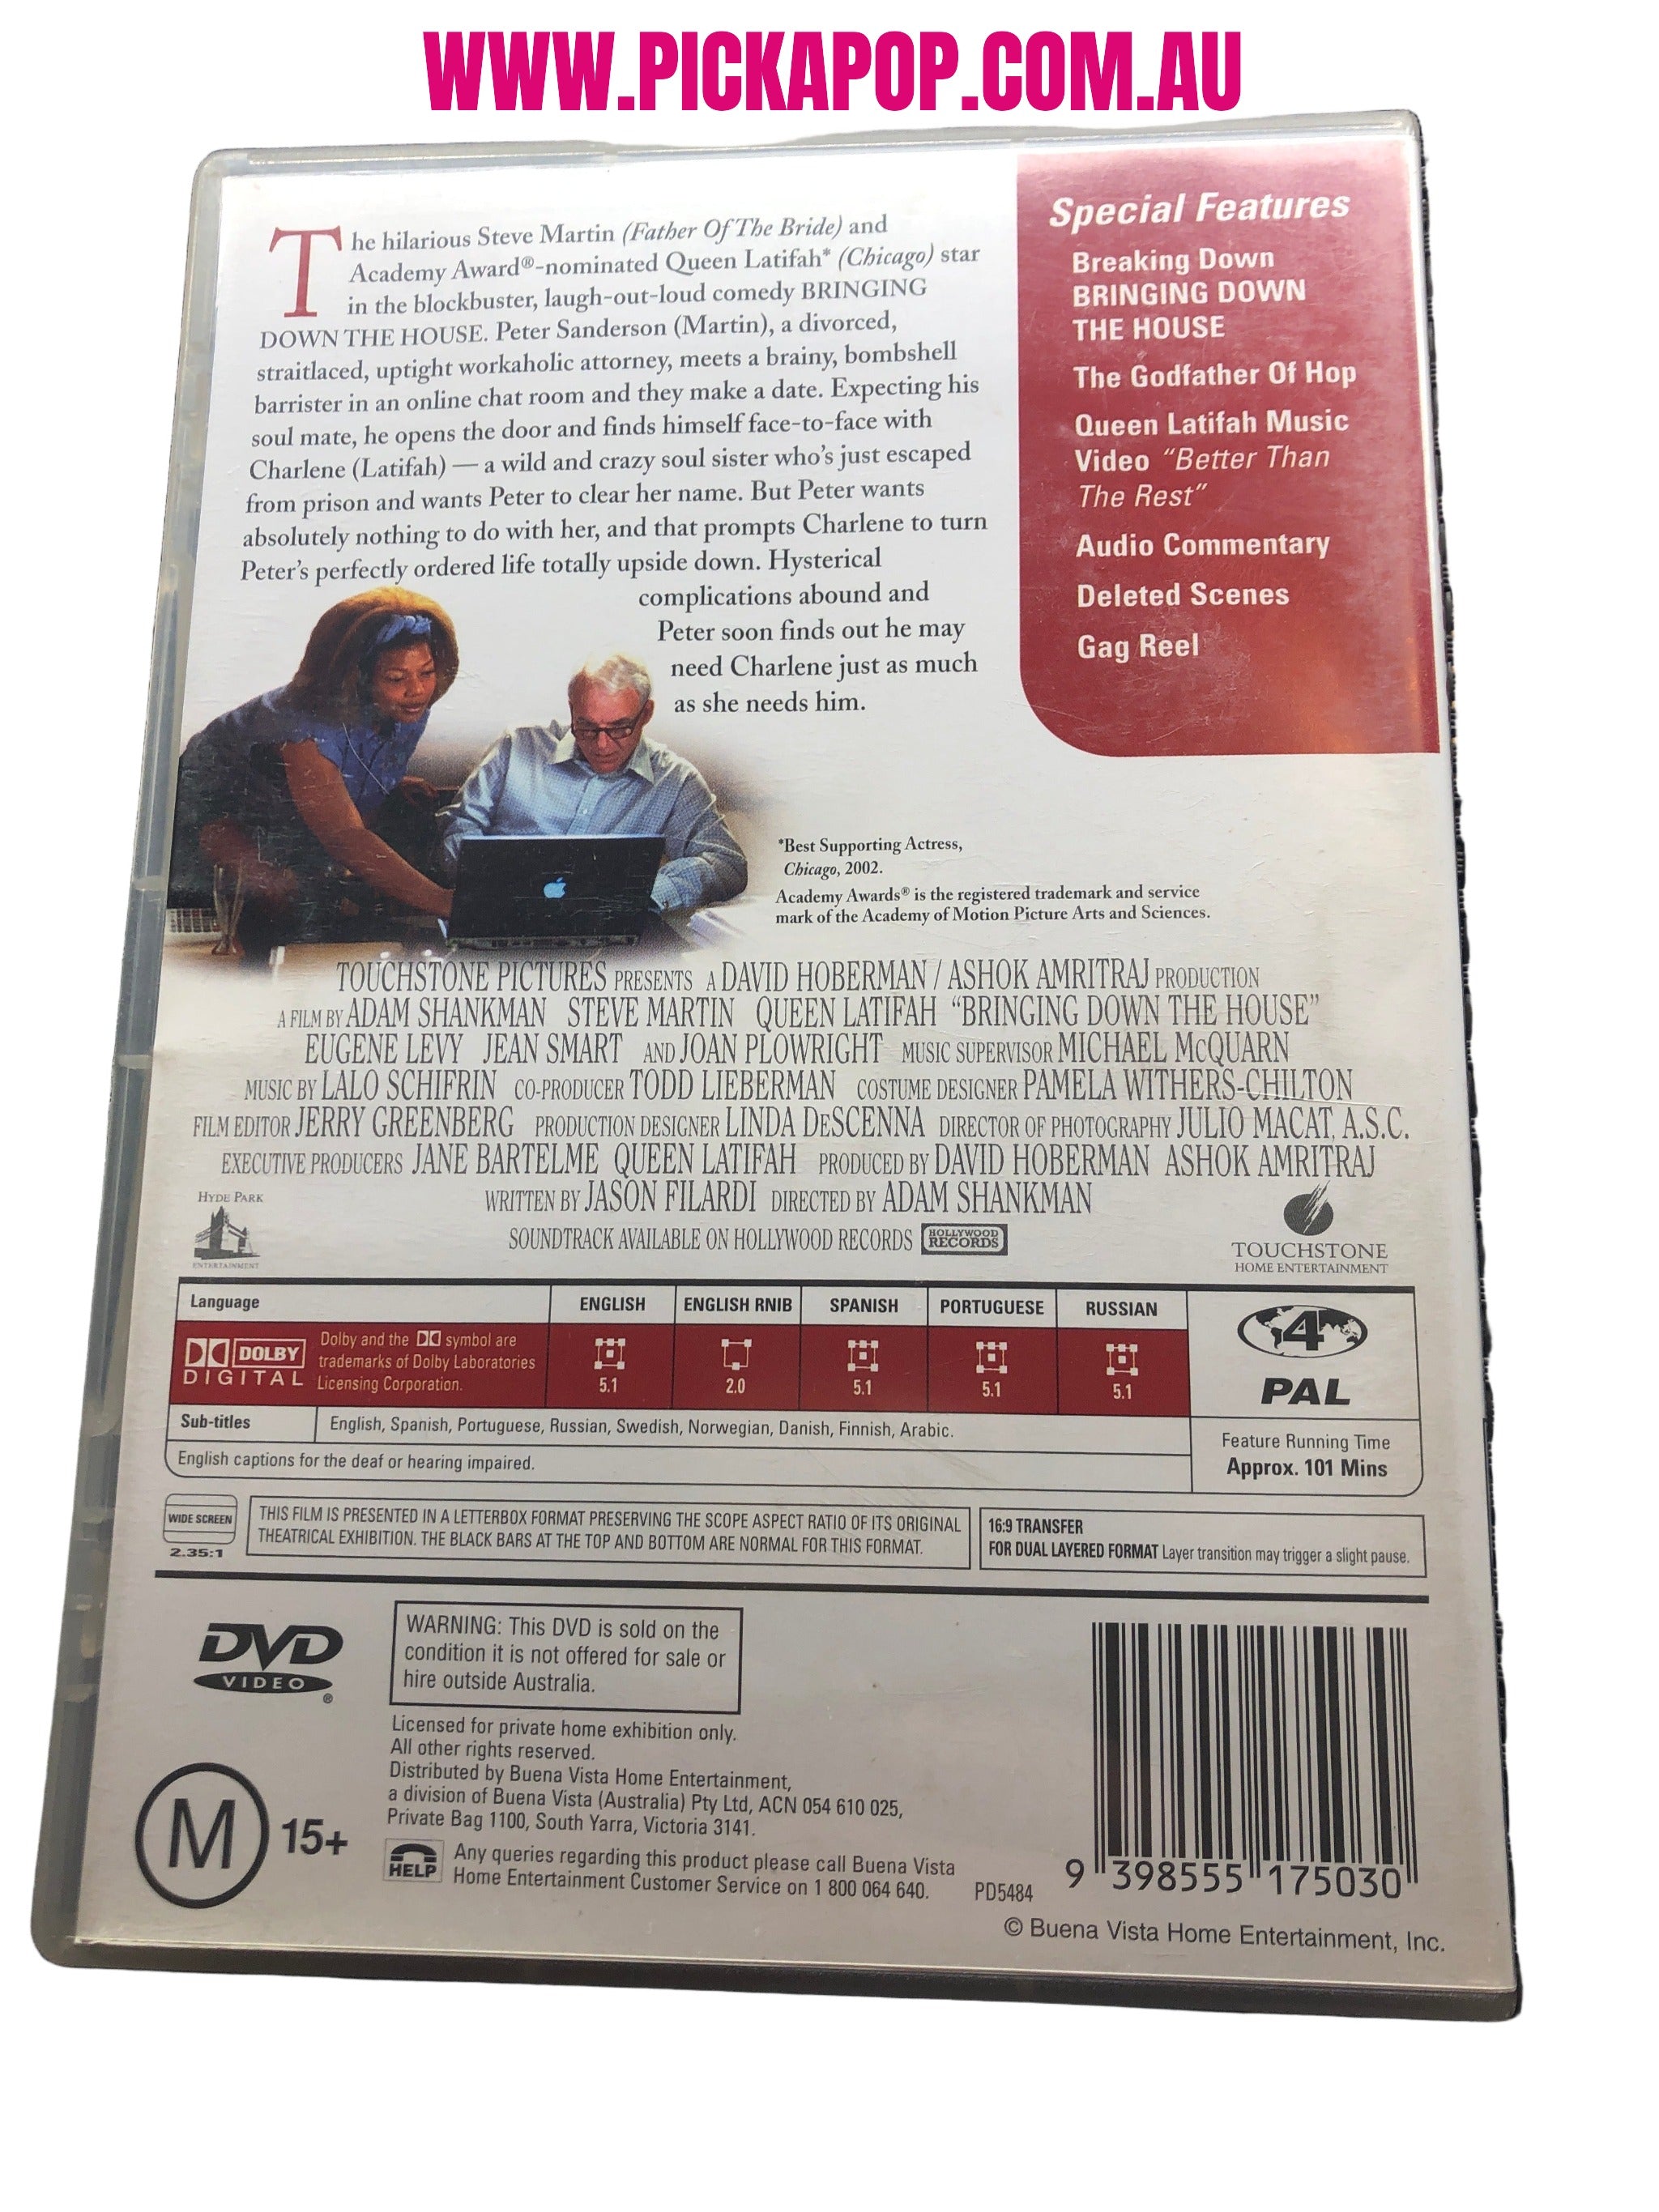 WWW.PICKAPOP.COM.AU
The hilarious Steve Martin (Father Of The Bride) and
Academy Award®-nominated Queen Latifah* (Chicago) star
in the blockbuster, laugh-out-loud comedy BRINGING
DOWN THE HOUSE. Peter Sanderson (Martin), a divorced,
straitlaced, uptight workaholic attorney, meets a brainy, bombshell
barrister in an online chat room and they make a date. Expecting his
soul mate, he opens the door and finds himself face-to-face with
Charlene (Latifah) — a wild and crazy soul sister who's just escaped
from prison and wants Peter to clear her name. But Peter wants
absolutely nothing to do with her, and that prompts Charlene to turn
Peter's perfectly ordered life totally upside down. Hysterical
complications abound and
Peter soon finds out he may
need Charlene just as much
as she needs him.
Special Features
Breaking Down
BRINGING DOWN
THE HOUSE
The Godfather Of Hop
Queen Latifah Music
Video “Better Than
The Rest”
Audio Commentary
Deleted Scenes
Gag Reel
*Best Supporting Actress,
Chicago, 2002.
Academy Awards® is the registered trademark and service
mark of the Academy of Motion Picture Arts and Sciences.
TOUCHSTONE PICTURES PRESENTS A DAVID HOBERMAN / ASHOK AMRITRAJ PRODUCTION
A FILM BY ADAM SHANKMAN STEVE MARTIN QUEEN LATIFAH “BRINGING DOWN THE HOUSE”
EUGENE LEVY JEAN SMART AND JOAN PLOWRIGHT MUSIC SUPERVISOR MICHAEL McQUARN
MUSIC BY LALO SCHIFRIN CO-PRODUCER TODD LIEBERMAN COSTUME DESIGNER PAMELA WITHERS-CHILTON
FILM EDITOR JERRY GREENBERG PRODUCTION DESIGNER LINDA DeSCENNA DIRECTOR OF PHOTOGRAPHY JULIO MACAT, A.S.C.
EXECUTIVE PRODUCERS JANE BARTELME QUEEN LATIFAH PRODUCED BY DAVID HOBERMAN ASHOK AMRITRAJ
WRITTEN BY JASON FILARDI DIRECTED BY ADAM SHANKMAN
SOUNDTRACK AVAILABLE ON HOLLYWOOD RECORDS HOLLYWOOD RECORDS
HYDE PARK
ENTERTAINMENT
TOUCHSTONE
HOME ENTERTAINMENT
Language ENGLISH ENGLISH RNIB SPANISH PORTUGUESE RUSSIAN
DOLBY
DIGITAL
Dolby and the symbol are
trademarks of Dolby Laboratories
Licensing Corporation.
5.1 2.0 5.1 5.1 5.1
4
PAL
Sub-titles English, Spanish, Portuguese, Russian, Swedish, Norwegian, Danish, Finnish, Arabic.
English captions for the deaf or hearing impaired.
Feature Running Time
Approx. 101 Mins
WIDE SCREEN
2.35:1
THIS FILM IS PRESENTED IN A LETTERBOX FORMAT PRESERVING THE SCOPE ASPECT RATIO OF ITS ORIGINAL
THEATRICAL EXHIBITION. THE BLACK BARS AT THE TOP AND BOTTOM ARE NORMAL FOR THIS FORMAT.
16:9 TRANSFER
FOR DUAL LAYERED FORMAT Layer transition may trigger a slight pause.
DVD
VIDEO
®
WARNING: This DVD is sold on the
condition it is not offered for sale or
hire outside Australia.
Licensed for private home exhibition only.
All other rights reserved.
Distributed by Buena Vista Home Entertainment,
a division of Buena Vista (Australia) Pty Ltd, ACN 054 610 025,
Private Bag 1100, South Yarra, Victoria 3141.
M 15+
HELP
Any queries regarding this product please call Buena Vista
Home Entertainment Customer Service on 1 800 064 640.
PD5484
9 398555 175030
© Buena Vista Home Entertainment, Inc.